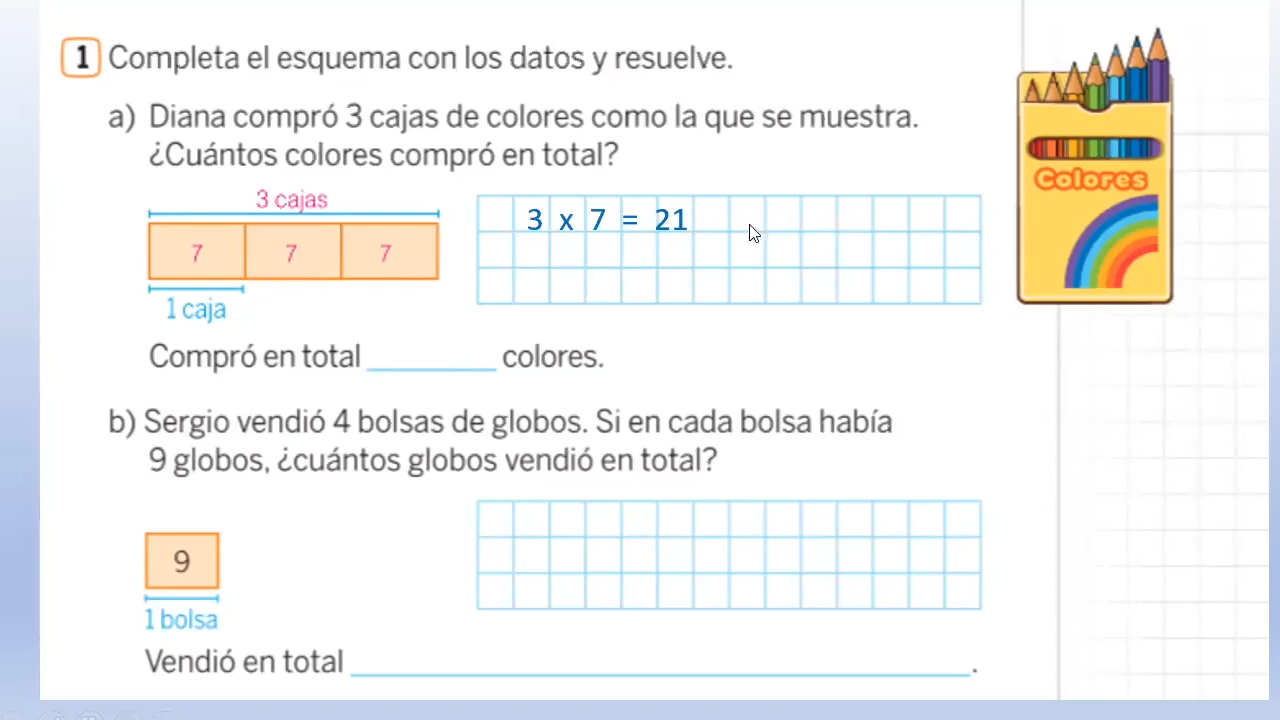 1 Completa el esquema con los datos y resuelve.
a) Diana compró 3 cajas de colores como la que se muestra.
¿Cuántos colores compró en total?
3 cajas
7 7 7
1 caja
3 x 7 = 21
Colores
Compró en total ________ colores.
b) Sergio vendió 4 bolsas de globos. Si en cada bolsa había
9 globos, ¿cuántos globos vendió en total?
9
1 bolsa
Vendió en total ________.